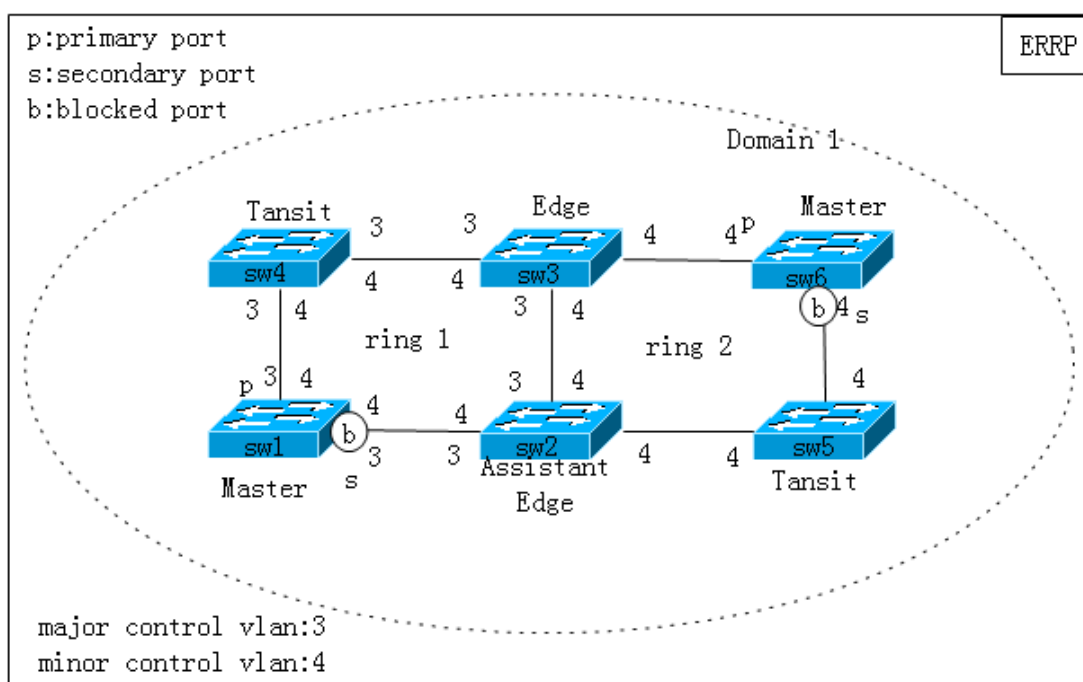 p:primary port
s:secondary port
b:blocked port
ERRP
Domain 1
Tansit
Edge
Master
3
3
4
4
p
sw4
sw3
sw6
4
4
b
4
s
3
4
3
4
ring 1
ring 2
p
3
4
3
4
4
4
4
b
sw1
sw2
sw5
3
3
4
4
s
Master
Assistant
Edge
Tansit
major control vlan:3
minor control vlan:4